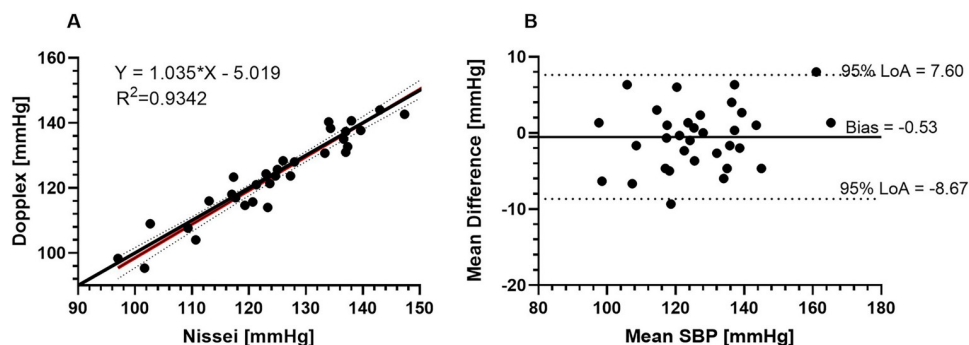 A
B
160
140
120
100
Y = 1.035*X - 5.019
R²=0.9342
Dopplex [mmHg]
90 100 110 120 130 140 150
Nissei [mmHg]
10
0
-10
-20
95% LoA = 7.60
Bias = -0.53
95% LoA = -8.67
Mean Difference [mmHg]
80 100 120 140 160 180
Mean SBP [mmHg]